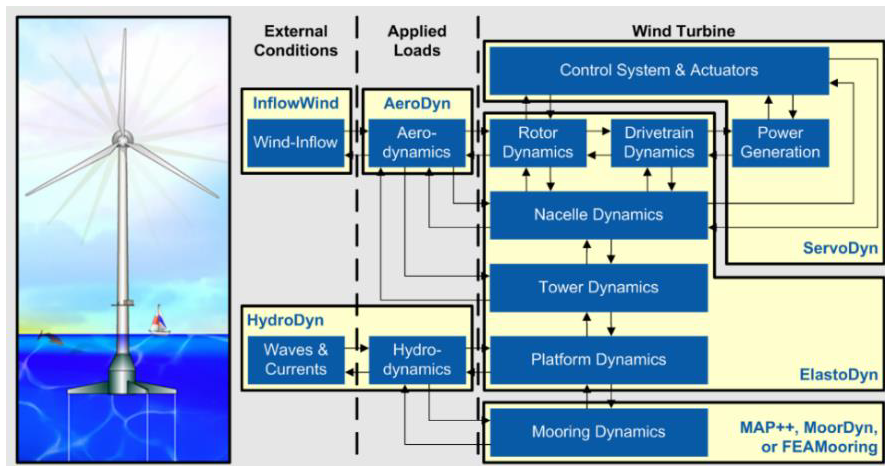 External
Conditions
Applied
Loads
Wind Turbine
Control System & Actuators
InflowWind
AeroDyn
Wind-Inflow
Aero-
dynamics
Rotor
Dynamics
Drivetrain
Dynamics
Power
Generation
Nacelle Dynamics
ServoDyn
Tower Dynamics
HydroDyn
Waves &
Currents
Hydro-
dynamics
Platform Dynamics
ElastoDyn
Mooring Dynamics
MAP++, MoorDyn,
or FEAMooring